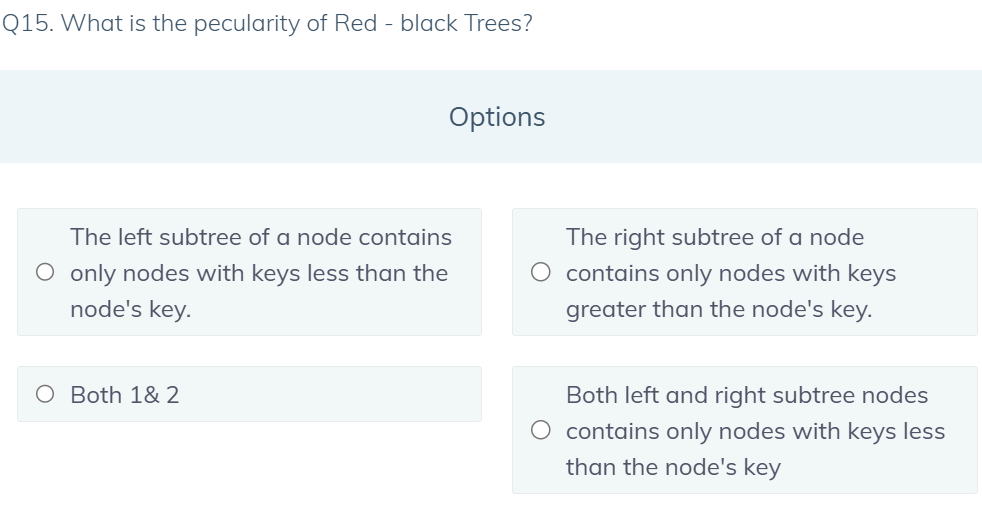 Q15. What is the pecularity of Red - black Trees?
Options
The left subtree of a node contains
only nodes with keys less than the
node's key.
The right subtree of a node
contains only nodes with keys
greater than the node's key.
Both 1& 2
Both left and right subtree nodes
contains only nodes with keys less
than the node's key